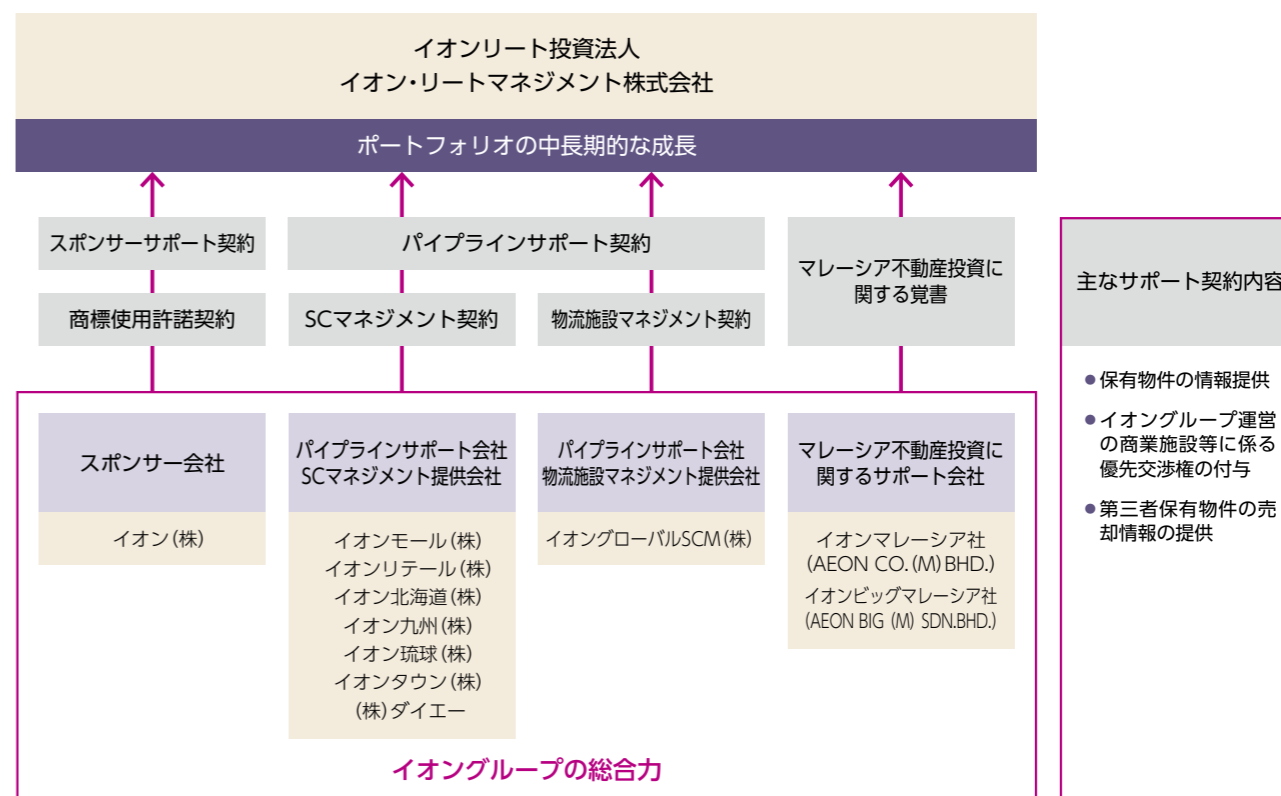 イオンリート投資法人
イオン・リートマネジメント株式会社
ポートフォリオの中長期的な成長
スポンサーサポート契約
パイプラインサポート契約
マレーシア不動産投資に
関する覚書
商標使用許諾契約
SCマネジメント契約
物流施設マネジメント契約
スポンサー会社
イオン(株)
パイプラインサポート会社
SCマネジメント提供会社
イオンモール(株)
イオンリテール(株)
イオン北海道(株)
イオン九州(株)
イオン琉球(株)
イオンタウン(株)
(株)ダイエー
パイプラインサポート会社
物流施設マネジメント提供会社
イオングローバルSCM(株)
マレーシア不動産投資に
関するサポート会社
イオンマレーシア社
(AEON CO.(M)BHD.)
イオンビッグマレーシア社
(AEON BIG (M) SDN.BHD.)
イオングループの総合力
主なサポート契約内容
●保有物件の情報提供
●イオングループ運営
の商業施設等に係る
優先交渉権の付与
●第三者保有物件の売
却情報の提供